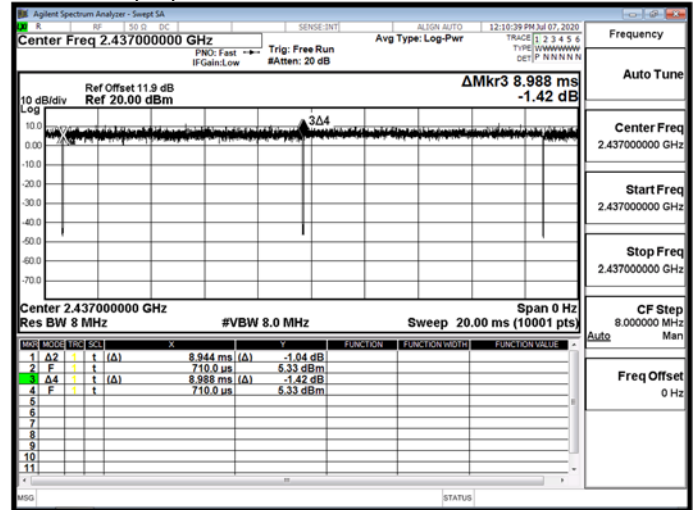 Agilent Spectrum Analyzer - Swept SA
R RF 50 Ω DC SENSE:INT ALIGN AUTO 12:10:39 PM Jul 07, 2020
Center Freq 2.437000000 GHz
PNO: Fast
IFGain:Low
Trig: Free Run
#Atten: 20 dB
Avg Type: Log-Pwr
TRACE 1 2 3 4 5 6
TYPE WWWWWW
DET P NNNNN
Frequency
Auto Tune
Ref Offset 11.9 dB
10 dB/div Ref 20.00 dBm
Log
ΔMkr3 8.988 ms
-1.42 dB
3Δ4
10.0
0.00
-10.0
-20.0
-30.0
-40.0
-60.0
-70.0
Center Freq
2.437000000 GHz
Start Freq
2.437000000 GHz
Stop Freq
2.437000000 GHz
CF Step
8.000000 MHz
Auto Man
Freq Offset
0 Hz
Center 2.437000000 GHz Span 0 Hz
Res BW 8 MHz #VBW 8.0 MHz Sweep 20.00 ms (10001 pts)
MKR MODE TRC SCL X Y FUNCTION FUNCTION WIDTH FUNCTION VALUE
1 Δ2 1 t (Δ) 8.944 ms (Δ) -1.04 dB
2 F 1 t 710.0 µs 5.33 dBm
3 Δ4 1 t (Δ) 8.988 ms (Δ) -1.42 dB
4 F 1 t 710.0 µs 5.33 dBm
5
6
7
8
9
10
11
MSG STATUS